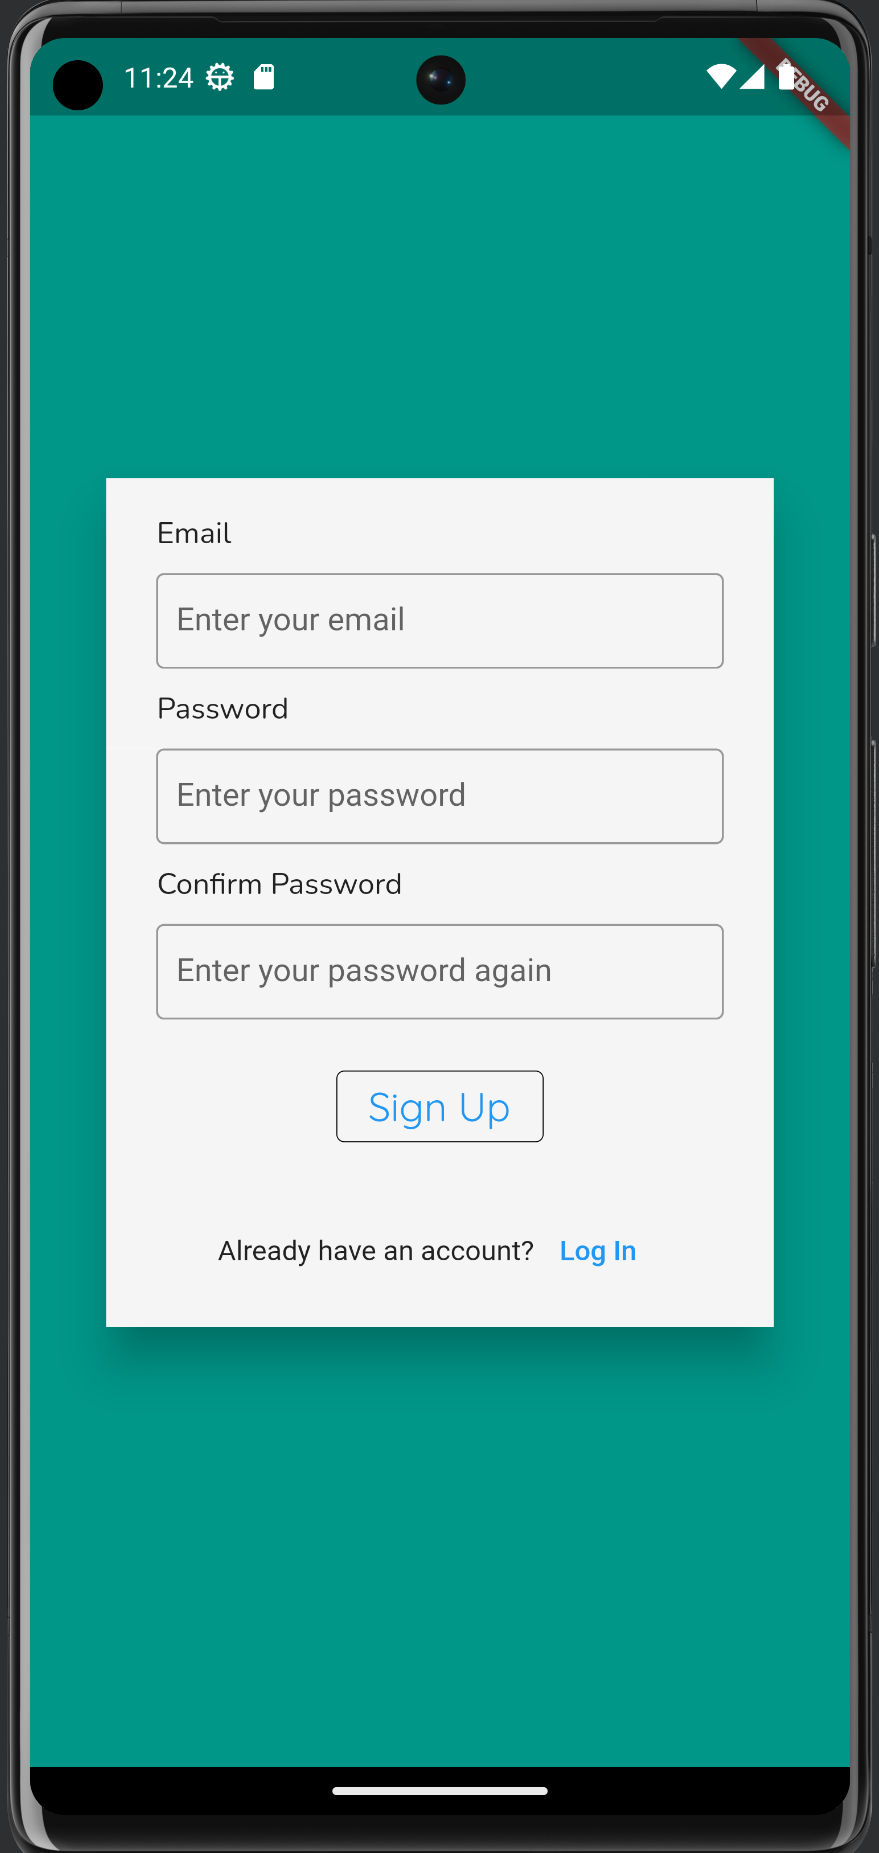 11:24
DEBUG
Email
Enter your email
Password
Enter your password
Confirm Password
Enter your password again
Sign Up
Already have an account? Log In